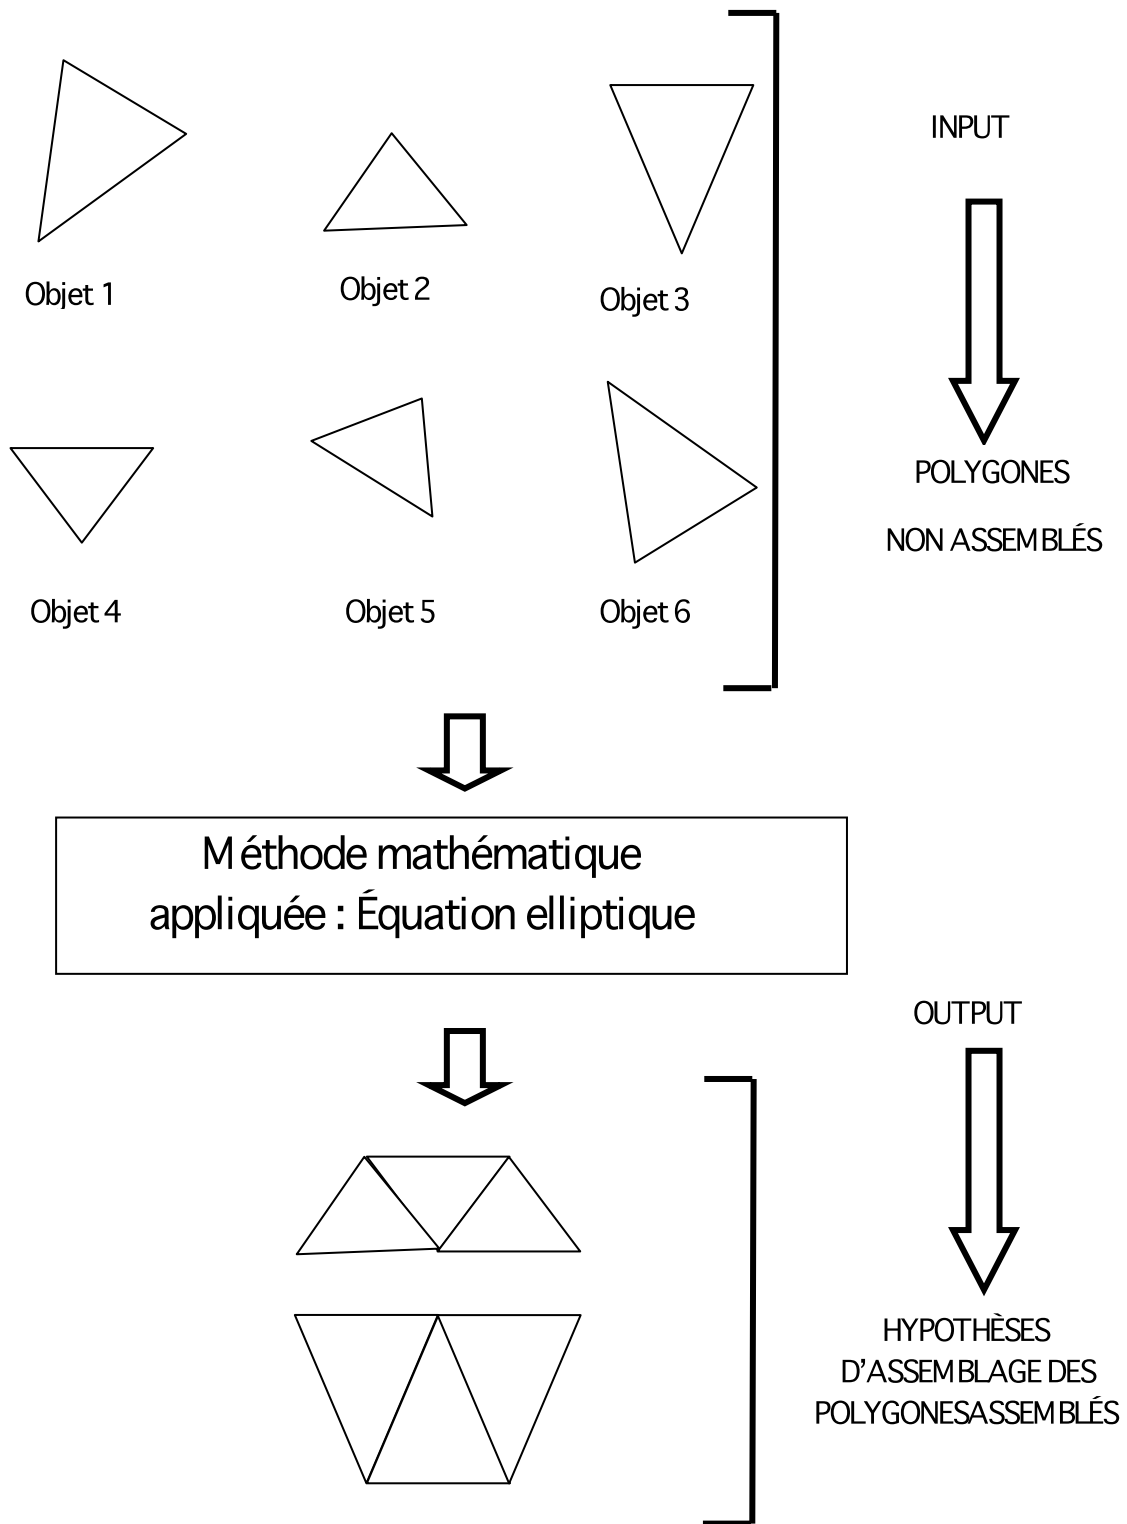 INPUT
Objet 1
Objet 2
Objet 3
POLYGONES
NON ASSEMBLÉS
Objet 4
Objet 5
Objet 6
Méthode mathématique
appliquée : Équation elliptique
OUTPUT
HYPOTHÈSES
D’ASSEMBLAGE DES
POLYGONESASSEMBLÉS